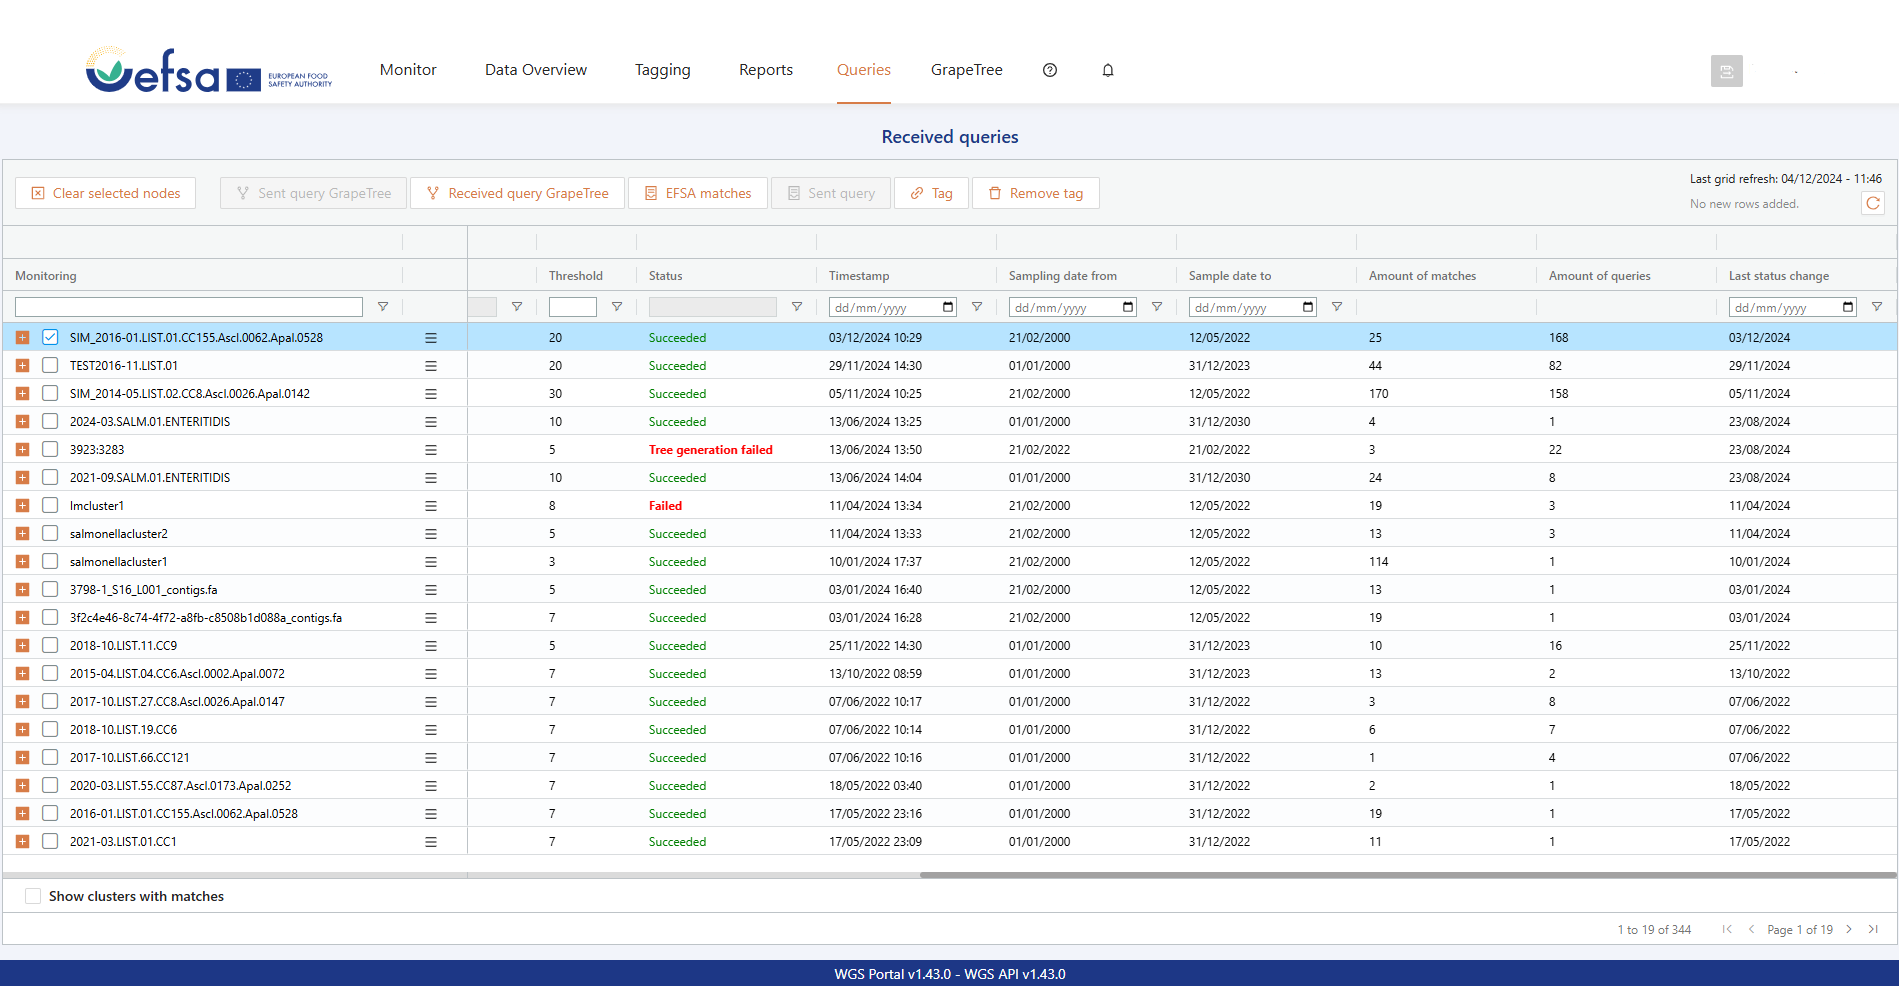 efsa EUROPEAN FOOD SAFETY AUTHORITY
Monitor Data Overview Tagging Reports Queries GrapeTree
Received queries
Clear selected nodes Sent query GrapeTree Received query GrapeTree EFSA matches Sent query Tag Remove tag
Last grid refresh: 04/12/2024 - 11:46
No new rows added.
Monitoring Threshold Status Timestamp Sampling date from Sample date to Amount of matches Amount of queries Last status change
dd/mm/yyyy dd/mm/yyyy dd/mm/yyyy dd/mm/yyyy
SIM_2016-01.LIST.01.CC155.Ascl.0062.Apal.0528 20 Succeeded 03/12/2024 10:29 21/02/2000 12/05/2022 25 168 03/12/2024
TEST2016-11.LIST.01 20 Succeeded 29/11/2024 14:30 01/01/2000 31/12/2023 44 82 29/11/2024
SIM_2014-05.LIST.02.CC8.Ascl.0026.Apal.0142 30 Succeeded 05/11/2024 10:25 21/02/2000 12/05/2022 170 158 05/11/2024
2024-03.SALM.01.ENTERITIDIS 10 Succeeded 13/06/2024 13:25 01/01/2000 31/12/2030 4 1 23/08/2024
3923:3283 5 Tree generation failed 13/06/2024 13:50 21/02/2022 21/02/2022 3 22 23/08/2024
2021-09.SALM.01.ENTERITIDIS 10 Succeeded 13/06/2024 14:04 01/01/2000 31/12/2030 24 8 23/08/2024
lmcluster1 8 Failed 11/04/2024 13:34 21/02/2000 12/05/2022 19 3 11/04/2024
salmonellacluster2 5 Succeeded 11/04/2024 13:33 21/02/2000 12/05/2022 13 3 11/04/2024
salmonellacluster1 3 Succeeded 10/01/2024 17:37 21/02/2000 12/05/2022 114 1 10/01/2024
3798-1_S16_L001_contigs.fa 5 Succeeded 03/01/2024 16:40 21/02/2000 12/05/2022 13 1 03/01/2024
3f2c4e46-8c74-4f72-a8fb-c8508b1d088a_contigs.fa 7 Succeeded 03/01/2024 16:28 21/02/2000 12/05/2022 19 1 03/01/2024
2018-10.LIST.11.CC9 5 Succeeded 25/11/2022 14:30 01/01/2000 31/12/2023 10 16 25/11/2022
2015-04.LIST.04.CC6.Ascl.0002.Apal.0072 7 Succeeded 13/10/2022 08:59 01/01/2000 31/12/2023 13 2 13/10/2022
2017-10.LIST.27.CC8.Ascl.0026.Apal.0147 7 Succeeded 07/06/2022 10:17 01/01/2000 31/12/2022 3 8 07/06/2022
2018-10.LIST.19.CC6 7 Succeeded 07/06/2022 10:14 01/01/2000 31/12/2022 6 7 07/06/2022
2017-10.LIST.66.CC121 7 Succeeded 07/06/2022 10:16 01/01/2000 31/12/2022 1 4 07/06/2022
2020-03.LIST.55.CC87.Ascl.0173.Apal.0252 7 Succeeded 18/05/2022 03:40 01/01/2000 31/12/2022 2 1 18/05/2022
2016-01.LIST.01.CC155.Ascl.0062.Apal.0528 7 Succeeded 17/05/2022 23:16 01/01/2000 31/12/2022 19 1 17/05/2022
2021-03.LIST.01.CC1 7 Succeeded 17/05/2022 23:09 01/01/2000 31/12/2022 11 1 17/05/2022
Show clusters with matches
1 to 19 of 344 Page 1 of 19
WGS Portal v1.43.0 - WGS API v1.43.0